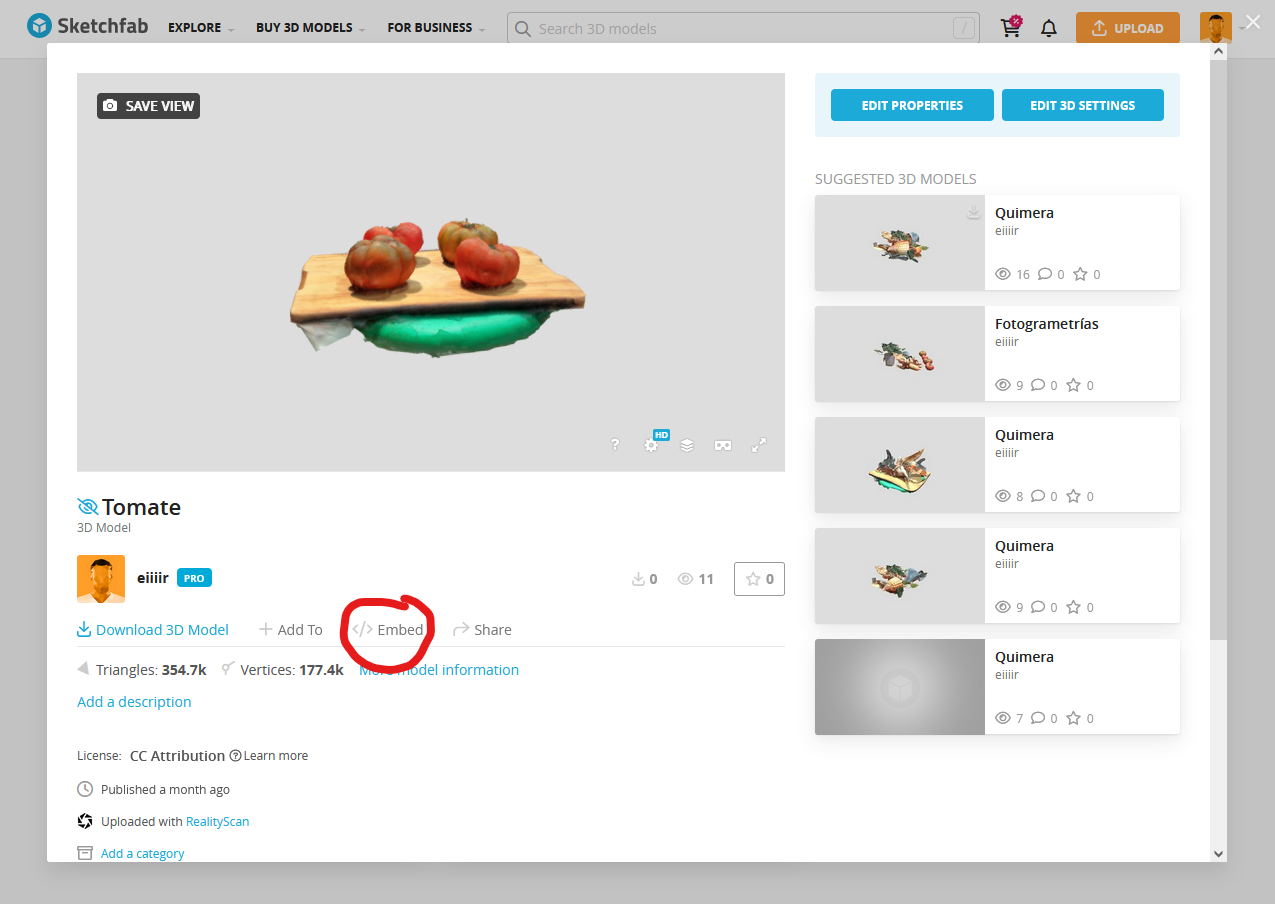 Sketchfab EXPLORE BUY 3D MODELS FOR BUSINESS Search 3D models / % UPLOAD
SAVE VIEW
? HD
Tomate
3D Model
eiiiir PRO 0 11 0
Download 3D Model Add To </> Embed Share
Triangles: 354.7k Vertices: 177.4k More model information
Add a description
License: CC Attribution ? Learn more
Published a month ago
Uploaded with RealityScan
Add a category
EDIT PROPERTIES EDIT 3D SETTINGS
SUGGESTED 3D MODELS
Quimera
eiiiir
16 0 0
Fotogrametrías
eiiiir
9 0 0
Quimera
eiiiir
8 0 0
Quimera
eiiiir
9 0 0
Quimera
eiiiir
7 0 0